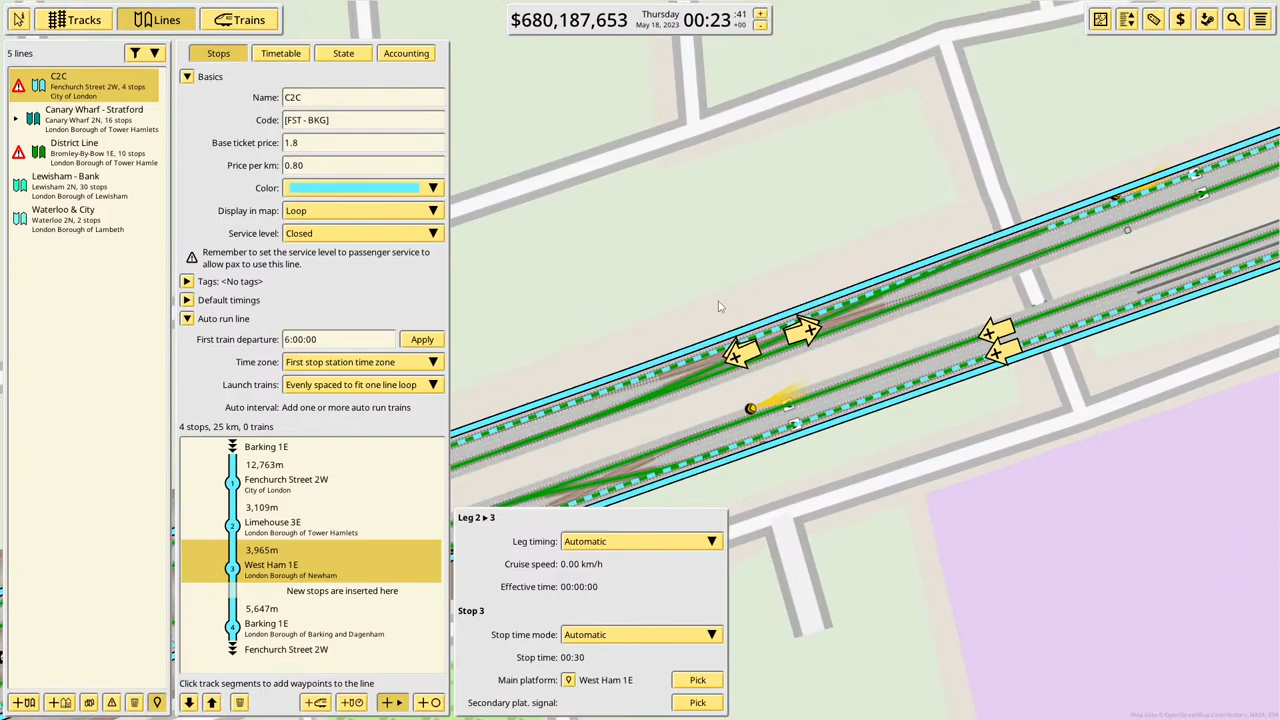 Tracks
Lines
Trains
$680,187,653
Thursday
May 18, 2023
00:23
:41
+00
+
-
5 lines
C2C
Fenchurch Street 2W, 4 stops
City of London
Canary Wharf - Stratford
Canary Wharf 2N, 16 stops
London Borough of Tower Hamlets
District Line
Bromley-By-Bow 1E, 10 stops
London Borough of Tower Hamle
Lewisham - Bank
Lewisham 2N, 30 stops
London Borough of Lewisham
Waterloo & City
Waterloo 2N, 2 stops
London Borough of Lambeth
Stops
Timetable
State
Accounting
Basics
Name: C2C
Code: [FST - BKG]
Base ticket price: 1.8
Price per km: 0.80
Color:
Display in map: Loop
Service level: Closed
Remember to set the service level to passenger service to
allow pax to use this line.
Tags: <No tags>
Default timings
Auto run line
First train departure: 6:00:00 Apply
Time zone: First stop station time zone
Launch trains: Evenly spaced to fit one line loop
Auto interval: Add one or more auto run trains
4 stops, 25 km, 0 trains
Barking 1E
12,763m
1 Fenchurch Street 2W
City of London
3,109m
2 Limehouse 3E
London Borough of Tower Hamlets
3,965m
3 West Ham 1E
London Borough of Newham
New stops are inserted here
5,647m
4 Barking 1E
London Borough of Barking and Dagenham
Fenchurch Street 2W
Click track segments to add waypoints to the line
Leg 2 ▸ 3
Leg timing: Automatic
Cruise speed: 0.00 km/h
Effective time: 00:00:00
Stop 3
Stop time mode: Automatic
Stop time: 00:30
Main platform: West Ham 1E Pick
Secondary plat. signal: Pick
Map data © OpenStreetMap Contributors, NASA, ESA